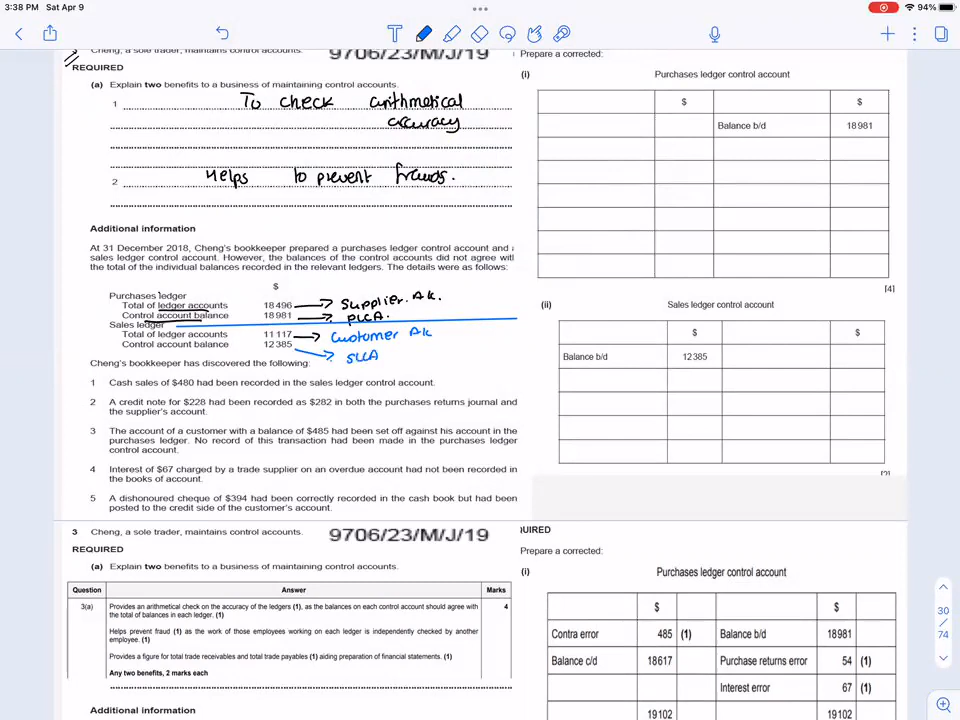 3:38 PM Sat Apr 9
94%
Cheng, a sole trader, maintains control accounts.
9706/23/M/J/19
REQUIRED
(a) Explain two benefits to a business of maintaining control accounts.
1 To check arithmetical
accuracy
2 Helps to prevent frauds.
Additional information
At 31 December 2018, Cheng's bookkeeper prepared a purchases ledger control account and a
sales ledger control account. However, the balances of the control accounts did not agree with
the total of the individual balances recorded in the relevant ledgers. The details were as follows:
$
Purchases ledger
Total of ledger accounts 18 496 Supplier. Ak.
Control account balance 18 981 PLCA.
Sales ledger
Total of ledger accounts 11 117 Customer Ak
Control account balance 12 385 SLCA
Cheng's bookkeeper has discovered the following:
1 Cash sales of $480 had been recorded in the sales ledger control account.
2 A credit note for $228 had been recorded as $282 in both the purchases returns journal and
the supplier's account.
3 The account of a customer with a balance of $485 had been set off against his account in the
purchases ledger. No record of this transaction had been made in the purchases ledger
control account.
4 Interest of $67 charged by a trade supplier on an overdue account had not been recorded in
the books of account.
5 A dishonoured cheque of $394 had been correctly recorded in the cash book but had been
posted to the credit side of the customer's account.
Prepare a corrected:
(i) Purchases ledger control account
$ $
Balance b/d 18 981
[4]
(ii) Sales ledger control account
$ $
Balance b/d 12 385
3 Cheng, a sole trader, maintains control accounts.
9706/23/M/J/19
REQUIRED
(a) Explain two benefits to a business of maintaining control accounts.
Question Answer Marks
3(a) Provides an arithmetical check on the accuracy of the ledgers (1), as the balances on each control account should agree with 4
the total of balances in each ledger. (1)
Helps prevent fraud (1) as the work of those employees working on each ledger is independently checked by another
employee. (1)
Provides a figure for total trade receivables and total trade payables (1) aiding preparation of financial statements. (1)
Any two benefits, 2 marks each
Additional information
QUIRED
Prepare a corrected:
(i) Purchases ledger control account
$ $
Contra error 485 (1) Balance b/d 18981
Balance c/d 18617 Purchase returns error 54 (1)
Interest error 67 (1)
19102 19102
30
/
74